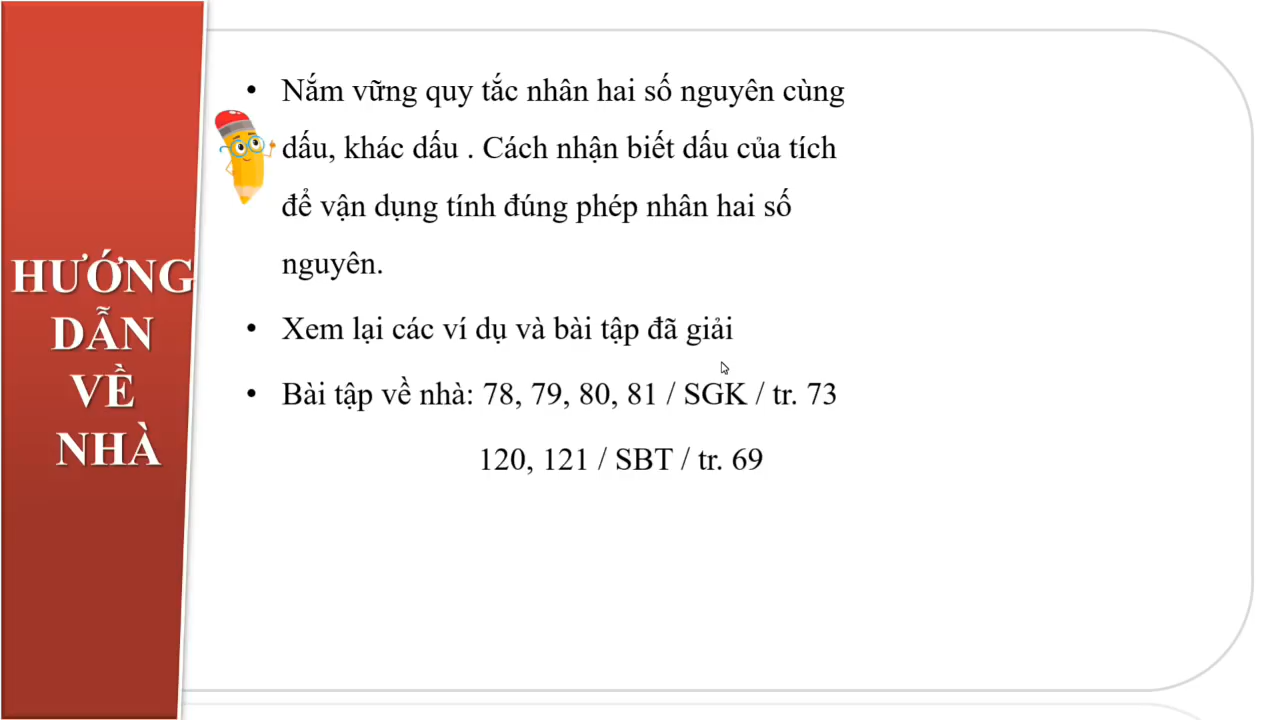 HƯỚNG
DẪN
VỀ
NHÀ
• Nắm vững quy tắc nhân hai số nguyên cùng
dấu, khác dấu . Cách nhận biết dấu của tích
để vận dụng tính đúng phép nhân hai số
nguyên.
• Xem lại các ví dụ và bài tập đã giải
• Bài tập về nhà: 78, 79, 80, 81 / SGK / tr. 73
120, 121 / SBT / tr. 69